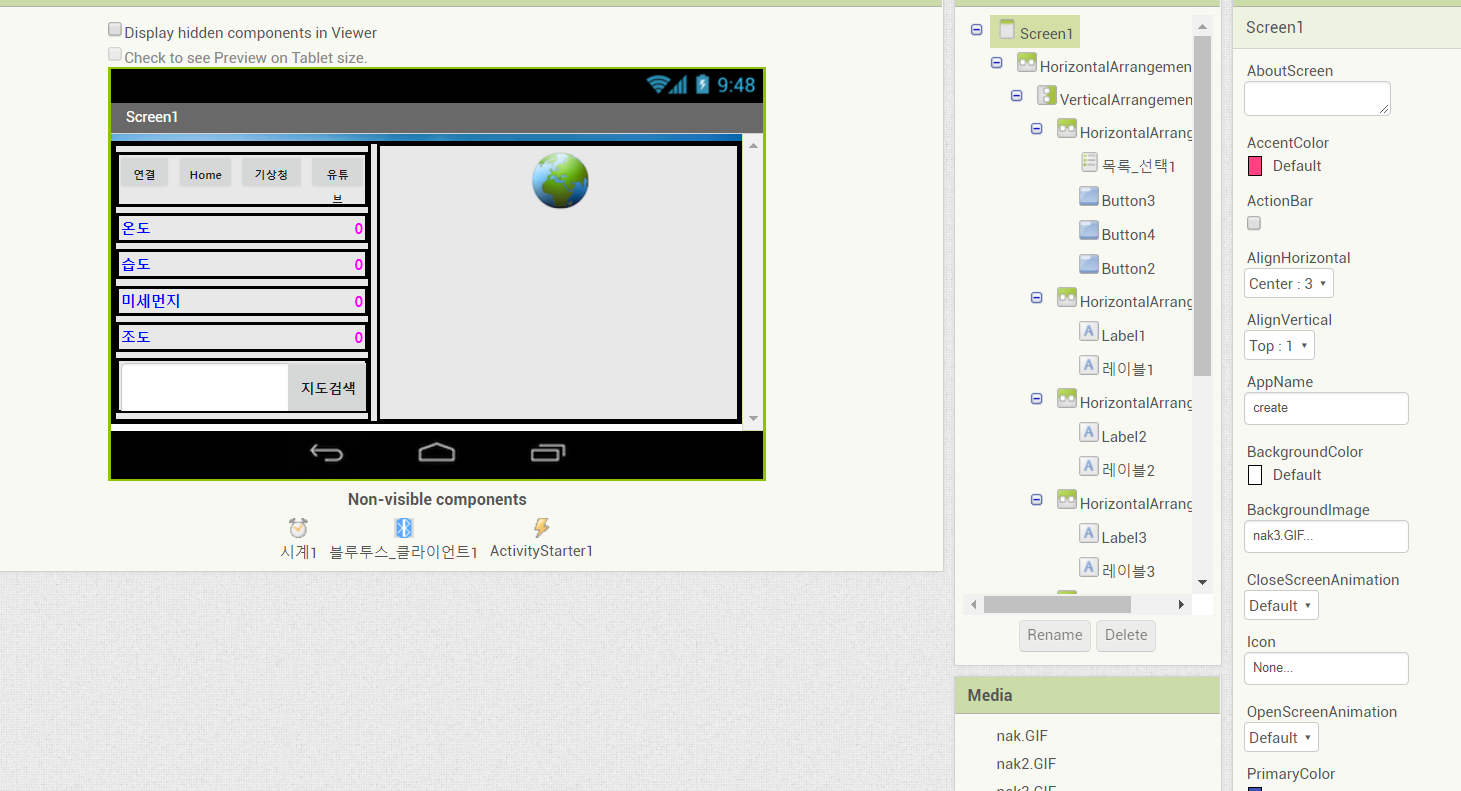 Display hidden components in Viewer
Check to see Preview on Tablet size.
9:48
Screen1
연결
Home
기상청
유튜
브
온도
0
습도
0
미세먼지
0
조도
0
지도검색
Non-visible components
시계1
블루투스_클라이언트1
ActivityStarter1
Screen1
HorizontalArrangemen
VerticalArrangemen
HorizontalArrang
목록_선택1
Button3
Button4
Button2
HorizontalArrang
Label1
레이블1
HorizontalArrang
Label2
레이블2
HorizontalArrang
Label3
레이블3
Rename
Delete
Media
nak.GIF
nak2.GIF
nak3.GIF
Screen1
AboutScreen
AccentColor
Default
ActionBar
AlignHorizontal
Center : 3
AlignVertical
Top : 1
AppName
create
BackgroundColor
Default
BackgroundImage
nak3.GIF...
CloseScreenAnimation
Default
Icon
None...
OpenScreenAnimation
Default
PrimaryColor